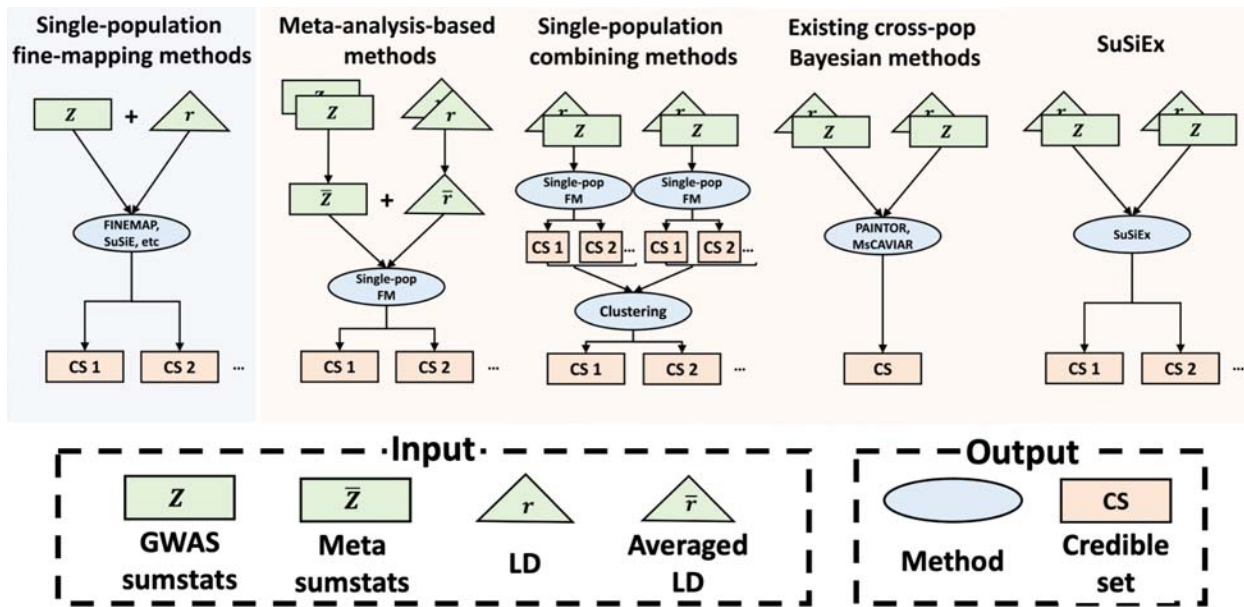 Single-population
fine-mapping methods
Z + r
FINEMAP,
SuSiE, etc
CS 1 CS 2 ...
Meta-analysis-based
methods
Z r
Z r
Z̅ + r̅
Single-pop
FM
CS 1 CS 2 ...
Single-population
combining methods
r r
Z Z
Single-pop Single-pop
FM FM
CS 1 CS 2 ... CS 1 CS 2 ...
Clustering
CS 1 CS 2 ...
Existing cross-pop
Bayesian methods
r r
Z Z
PAINTOR,
MsCAVIAR
CS
SuSiEx
r r
Z Z
SuSiEx
CS 1 CS 2 ...
Input
Z Z̅ r r̅
GWAS Meta LD Averaged
sumstats sumstats LD
Output
CS
Method Credible
set